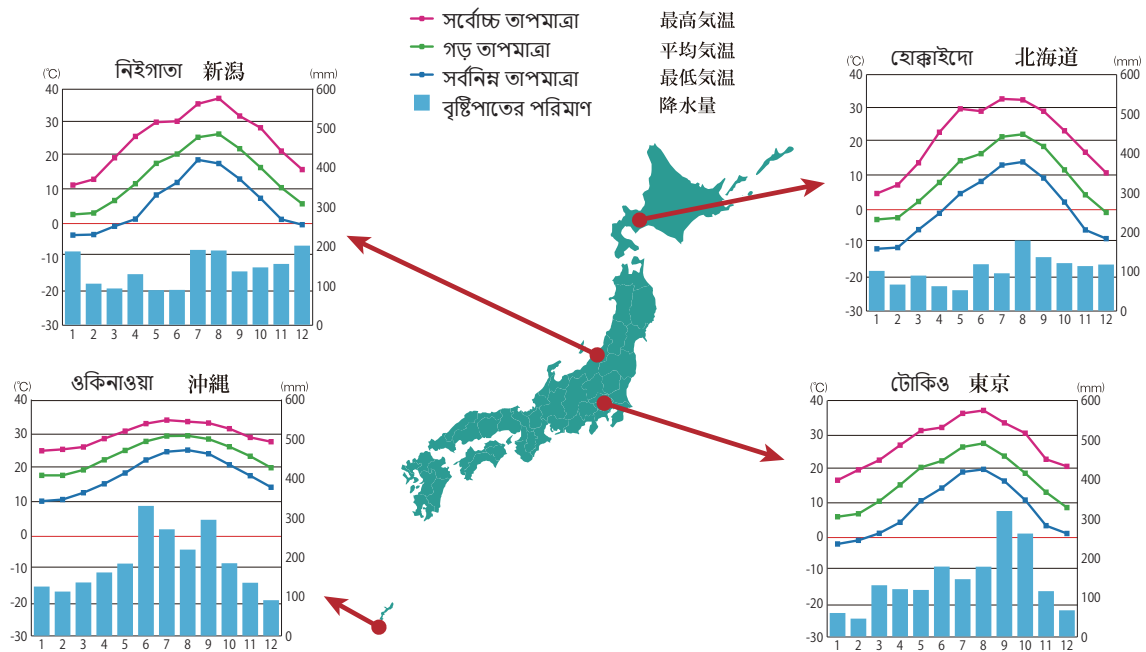 সর্বোচ্চ তাপমাত্রা 最高気温
গড় তাপমাত্রা 平均気温
সর্বনিম্ন তাপমাত্রা 最低気温
বৃষ্টিপাতের পরিমাণ 降水量
(℃) নিইগাতা 新潟 (mm)
40 600
30 500
20 400
10 300
0 200
-10 100
-20 0
-30
1 2 3 4 5 6 7 8 9 10 11 12
(℃) হোক্কাইদো 北海道 (mm)
40 600
30 500
20 400
10 300
0 200
-10 100
-20 0
-30
1 2 3 4 5 6 7 8 9 10 11 12
(℃) ওকিনাওয়া 沖縄 (mm)
40 600
30 500
20 400
10 300
0 200
-10 100
-20 0
-30
1 2 3 4 5 6 7 8 9 10 11 12
(℃) টোকিও 東京 (mm)
40 600
30 500
20 400
10 300
0 200
-10 100
-20 0
-30
1 2 3 4 5 6 7 8 9 10 11 12